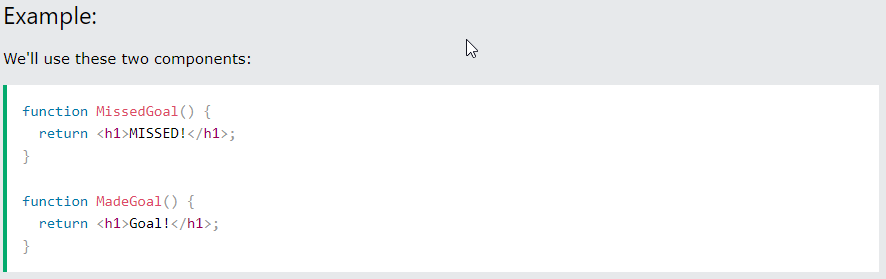 Example:
We'll use these two components:
function MissedGoal() {
  return <h1>MISSED!</h1>;
}
function MadeGoal() {
  return <h1>Goal!</h1>;
}